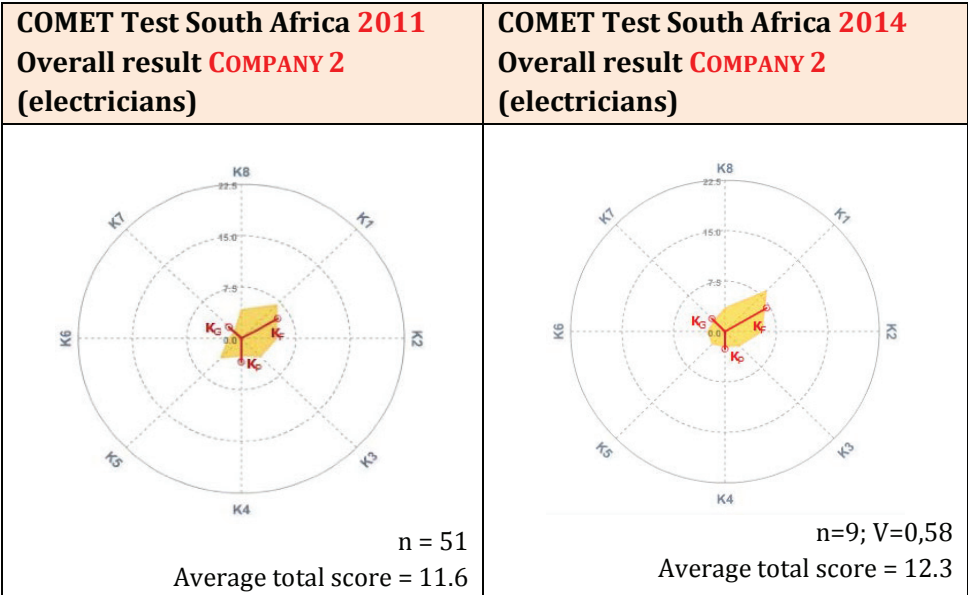 COMET Test South Africa 2011
Overall result COMPANY 2
(electricians)
K8
22.5
K7
K1
15.0
7.5
KG
KF
K6
0.0
K2
KP
K5
K3
K4
n = 51
Average total score = 11.6
COMET Test South Africa 2014
Overall result COMPANY 2
(electricians)
K8
22.5
K7
K1
15.0
7.5
KG
KF
K6
0.0
K2
KP
K5
K3
K4
n=9; V=0,58
Average total score = 12.3